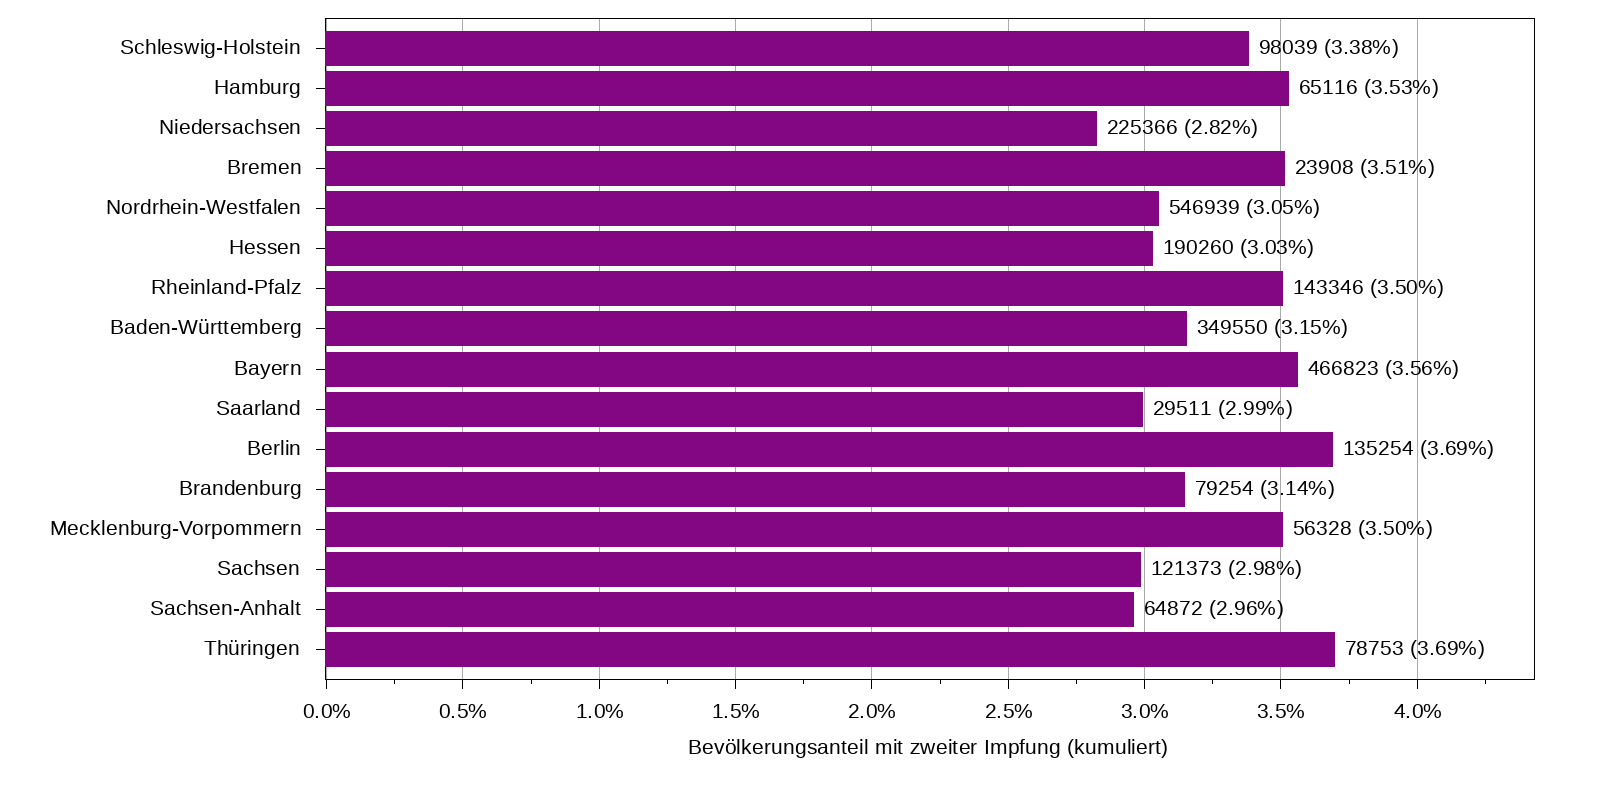 Schleswig-Holstein 98039 (3.38%)
Hamburg 65116 (3.53%)
Niedersachsen 225366 (2.82%)
Bremen 23908 (3.51%)
Nordrhein-Westfalen 546939 (3.05%)
Hessen 190260 (3.03%)
Rheinland-Pfalz 143346 (3.50%)
Baden-Württemberg 349550 (3.15%)
Bayern 466823 (3.56%)
Saarland 29511 (2.99%)
Berlin 135254 (3.69%)
Brandenburg 79254 (3.14%)
Mecklenburg-Vorpommern 56328 (3.50%)
Sachsen 121373 (2.98%)
Sachsen-Anhalt 64872 (2.96%)
Thüringen 78753 (3.69%)
0.0% 0.5% 1.0% 1.5% 2.0% 2.5% 3.0% 3.5% 4.0%
Bevölkerungsanteil mit zweiter Impfung (kumuliert)